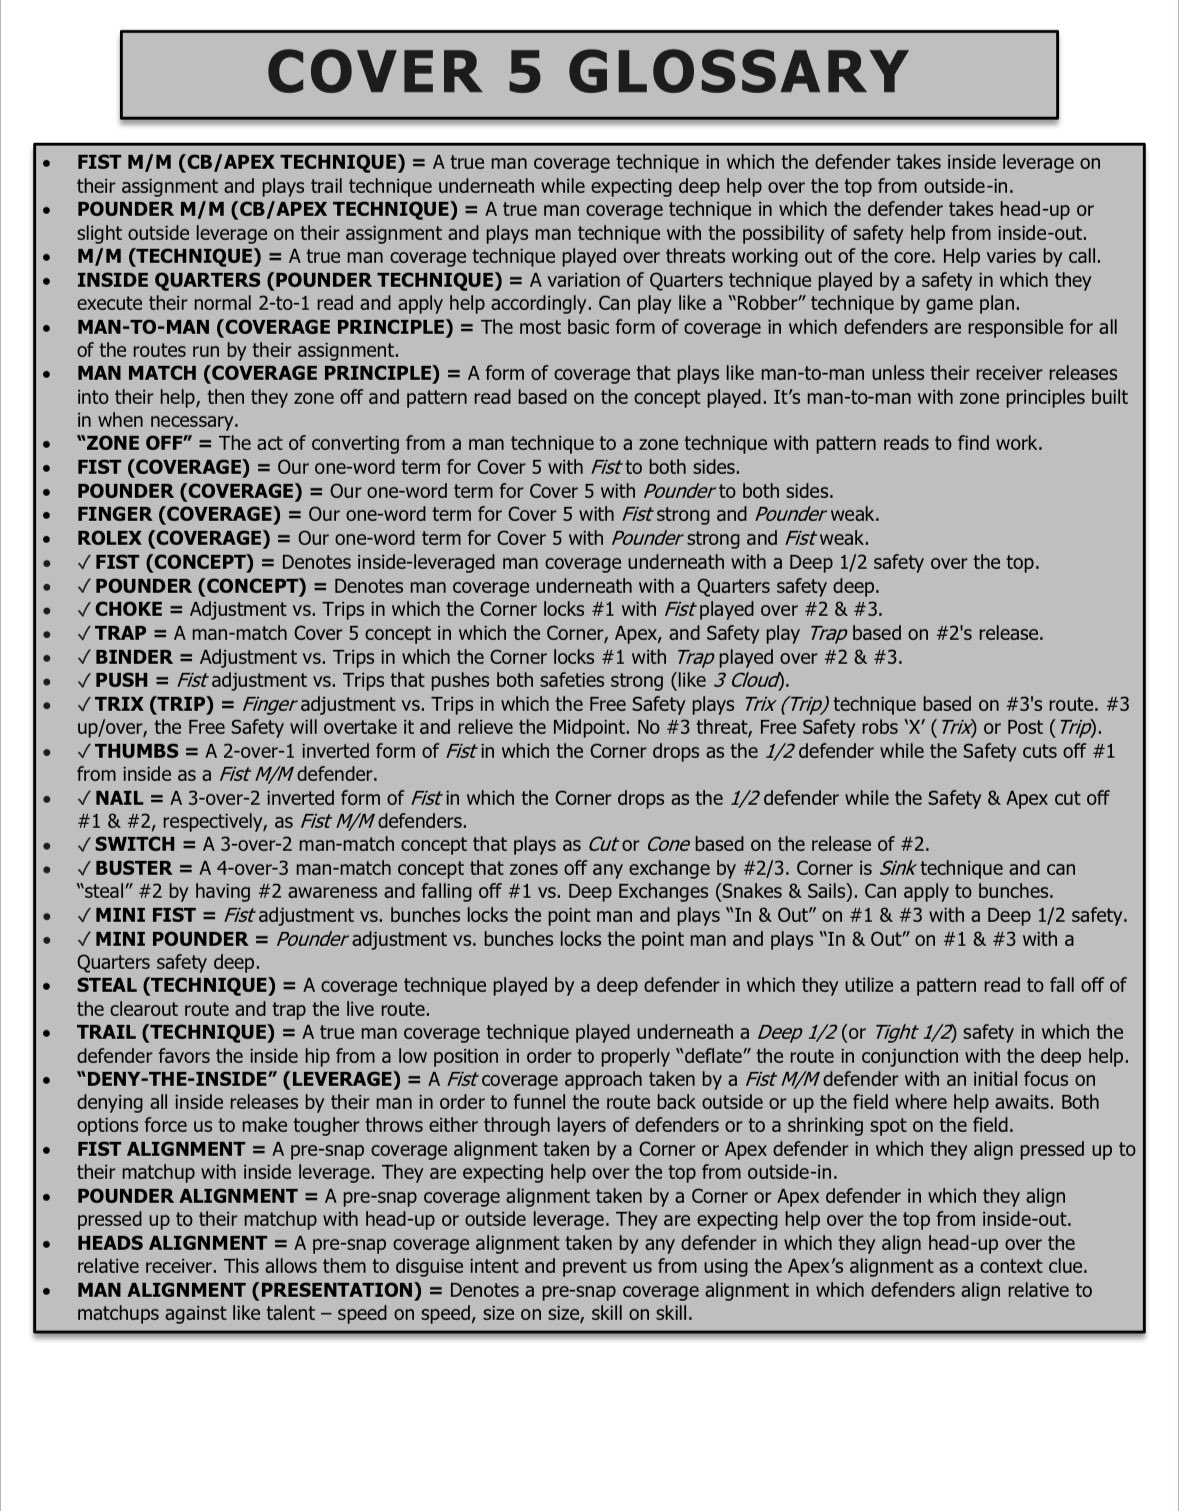 COVER 5 GLOSSARY
• FIST M/M (CB/APEX TECHNIQUE) = A true man coverage technique in which the defender takes inside leverage on
their assignment and plays trail technique underneath while expecting deep help over the top from outside-in.
• POUNDER M/M (CB/APEX TECHNIQUE) = A true man coverage technique in which the defender takes head-up or
slight outside leverage on their assignment and plays man technique with the possibility of safety help from inside-out.
• M/M (TECHNIQUE) = A true man coverage technique played over threats working out of the core. Help varies by call.
• INSIDE QUARTERS (POUNDER TECHNIQUE) = A variation of Quarters technique played by a safety in which they
execute their normal 2-to-1 read and apply help accordingly. Can play like a “Robber” technique by game plan.
• MAN-TO-MAN (COVERAGE PRINCIPLE) = The most basic form of coverage in which defenders are responsible for all
of the routes run by their assignment.
• MAN MATCH (COVERAGE PRINCIPLE) = A form of coverage that plays like man-to-man unless their receiver releases
into their help, then they zone off and pattern read based on the concept played. It’s man-to-man with zone principles built
in when necessary.
• “ZONE OFF” = The act of converting from a man technique to a zone technique with pattern reads to find work.
• FIST (COVERAGE) = Our one-word term for Cover 5 with Fist to both sides.
• POUNDER (COVERAGE) = Our one-word term for Cover 5 with Pounder to both sides.
• FINGER (COVERAGE) = Our one-word term for Cover 5 with Fist strong and Pounder weak.
• ROLEX (COVERAGE) = Our one-word term for Cover 5 with Pounder strong and Fist weak.
• ✓ FIST (CONCEPT) = Denotes inside-leveraged man coverage underneath with a Deep 1/2 safety over the top.
• ✓ POUNDER (CONCEPT) = Denotes man coverage underneath with a Quarters safety deep.
• ✓ CHOKE = Adjustment vs. Trips in which the Corner locks #1 with Fist played over #2 & #3.
• ✓ TRAP = A man-match Cover 5 concept in which the Corner, Apex, and Safety play Trap based on #2's release.
• ✓ BINDER = Adjustment vs. Trips in which the Corner locks #1 with Trap played over #2 & #3.
• ✓ PUSH = Fist adjustment vs. Trips that pushes both safeties strong (like 3 Cloud).
• ✓ TRIX (TRIP) = Finger adjustment vs. Trips in which the Free Safety plays Trix (Trip) technique based on #3's route. #3
up/over, the Free Safety will overtake it and relieve the Midpoint. No #3 threat, Free Safety robs ‘X’ (Trix) or Post (Trip).
• ✓ THUMBS = A 2-over-1 inverted form of Fist in which the Corner drops as the 1/2 defender while the Safety cuts off #1
from inside as a Fist M/M defender.
• ✓ NAIL = A 3-over-2 inverted form of Fist in which the Corner drops as the 1/2 defender while the Safety & Apex cut off
#1 & #2, respectively, as Fist M/M defenders.
• ✓ SWITCH = A 3-over-2 man-match concept that plays as Cut or Cone based on the release of #2.
• ✓ BUSTER = A 4-over-3 man-match concept that zones off any exchange by #2/3. Corner is Sink technique and can
“steal” #2 by having #2 awareness and falling off #1 vs. Deep Exchanges (Snakes & Sails). Can apply to bunches.
• ✓ MINI FIST = Fist adjustment vs. bunches locks the point man and plays “In & Out” on #1 & #3 with a Deep 1/2 safety.
• ✓ MINI POUNDER = Pounder adjustment vs. bunches locks the point man and plays “In & Out” on #1 & #3 with a
Quarters safety deep.
• STEAL (TECHNIQUE) = A coverage technique played by a deep defender in which they utilize a pattern read to fall off of
the clearout route and trap the live route.
• TRAIL (TECHNIQUE) = A true man coverage technique played underneath a Deep 1/2 (or Tight 1/2) safety in which the
defender favors the inside hip from a low position in order to properly “deflate” the route in conjunction with the deep help.
• “DENY-THE-INSIDE” (LEVERAGE) = A Fist coverage approach taken by a Fist M/M defender with an initial focus on
denying all inside releases by their man in order to funnel the route back outside or up the field where help awaits. Both
options force us to make tougher throws either through layers of defenders or to a shrinking spot on the field.
• FIST ALIGNMENT = A pre-snap coverage alignment taken by a Corner or Apex defender in which they align pressed up to
their matchup with inside leverage. They are expecting help over the top from outside-in.
• POUNDER ALIGNMENT = A pre-snap coverage alignment taken by a Corner or Apex defender in which they align
pressed up to their matchup with head-up or outside leverage. They are expecting help over the top from inside-out.
• HEADS ALIGNMENT = A pre-snap coverage alignment taken by any defender in which they align head-up over the
relative receiver. This allows them to disguise intent and prevent us from using the Apex’s alignment as a context clue.
• MAN ALIGNMENT (PRESENTATION) = Denotes a pre-snap coverage alignment in which defenders align relative to
matchups against like talent – speed on speed, size on size, skill on skill.